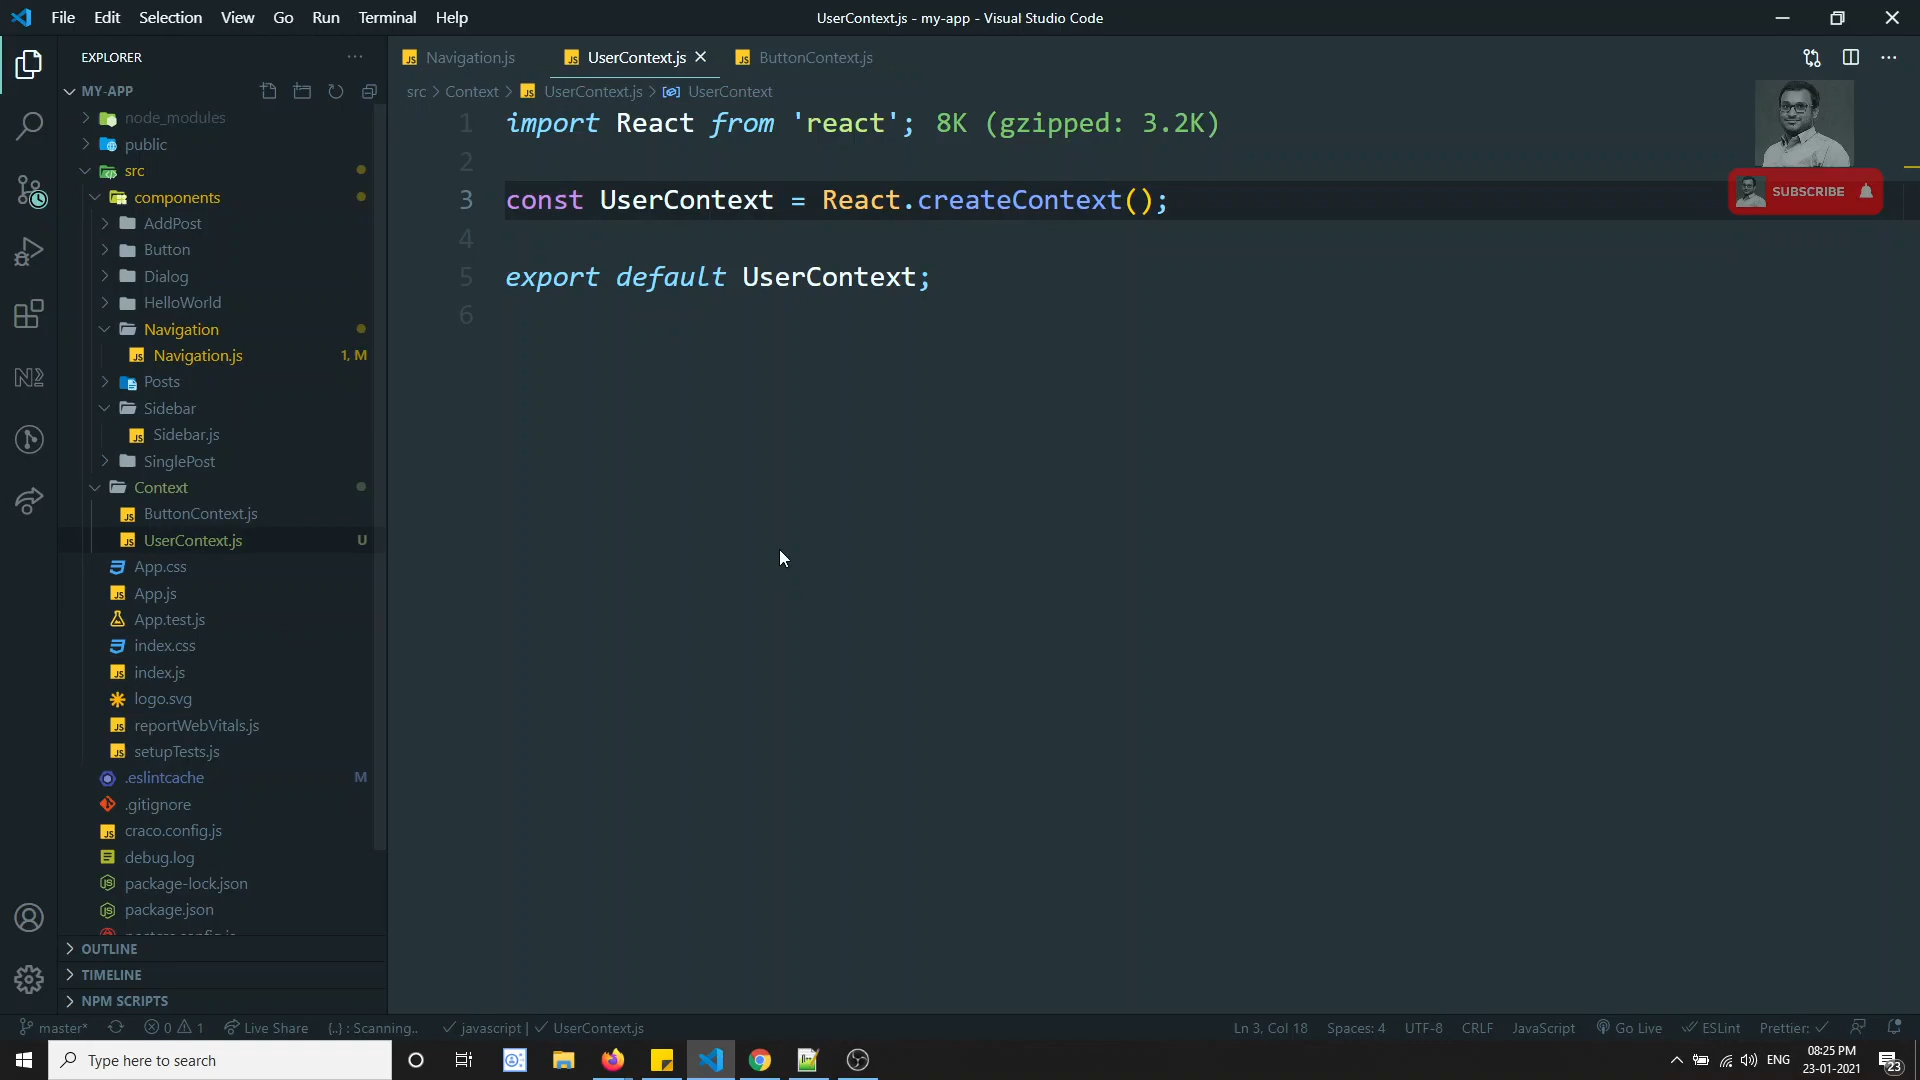 File Edit Selection View Go Run Terminal Help
UserContext.js - my-app - Visual Studio Code
EXPLORER
Navigation.js
UserContext.js
ButtonContext.js
MY-APP
src > Context > UserContext.js > UserContext
node_modules
public
src
components
AddPost
Button
Dialog
HelloWorld
Navigation
Navigation.js 1, M
Posts
Sidebar
Sidebar.js
SinglePost
Context
ButtonContext.js
UserContext.js U
App.css
App.js
App.test.js
index.css
index.js
logo.svg
reportWebVitals.js
setupTests.js
.eslintcache M
.gitignore
craco.config.js
debug.log
package-lock.json
package.json
OUTLINE
TIMELINE
NPM SCRIPTS
1 import React from 'react'; 8K (gzipped: 3.2K)
2
3 const UserContext = React.createContext();
4
5 export default UserContext;
6
SUBSCRIBE
master* 0 1 Live Share {..} : Scanning.. javascript | UserContext.js
Ln 3, Col 18 Spaces: 4 UTF-8 CRLF JavaScript Go Live ESLint Prettier:
Type here to search
ENG
08:25 PM
23-01-2021
23